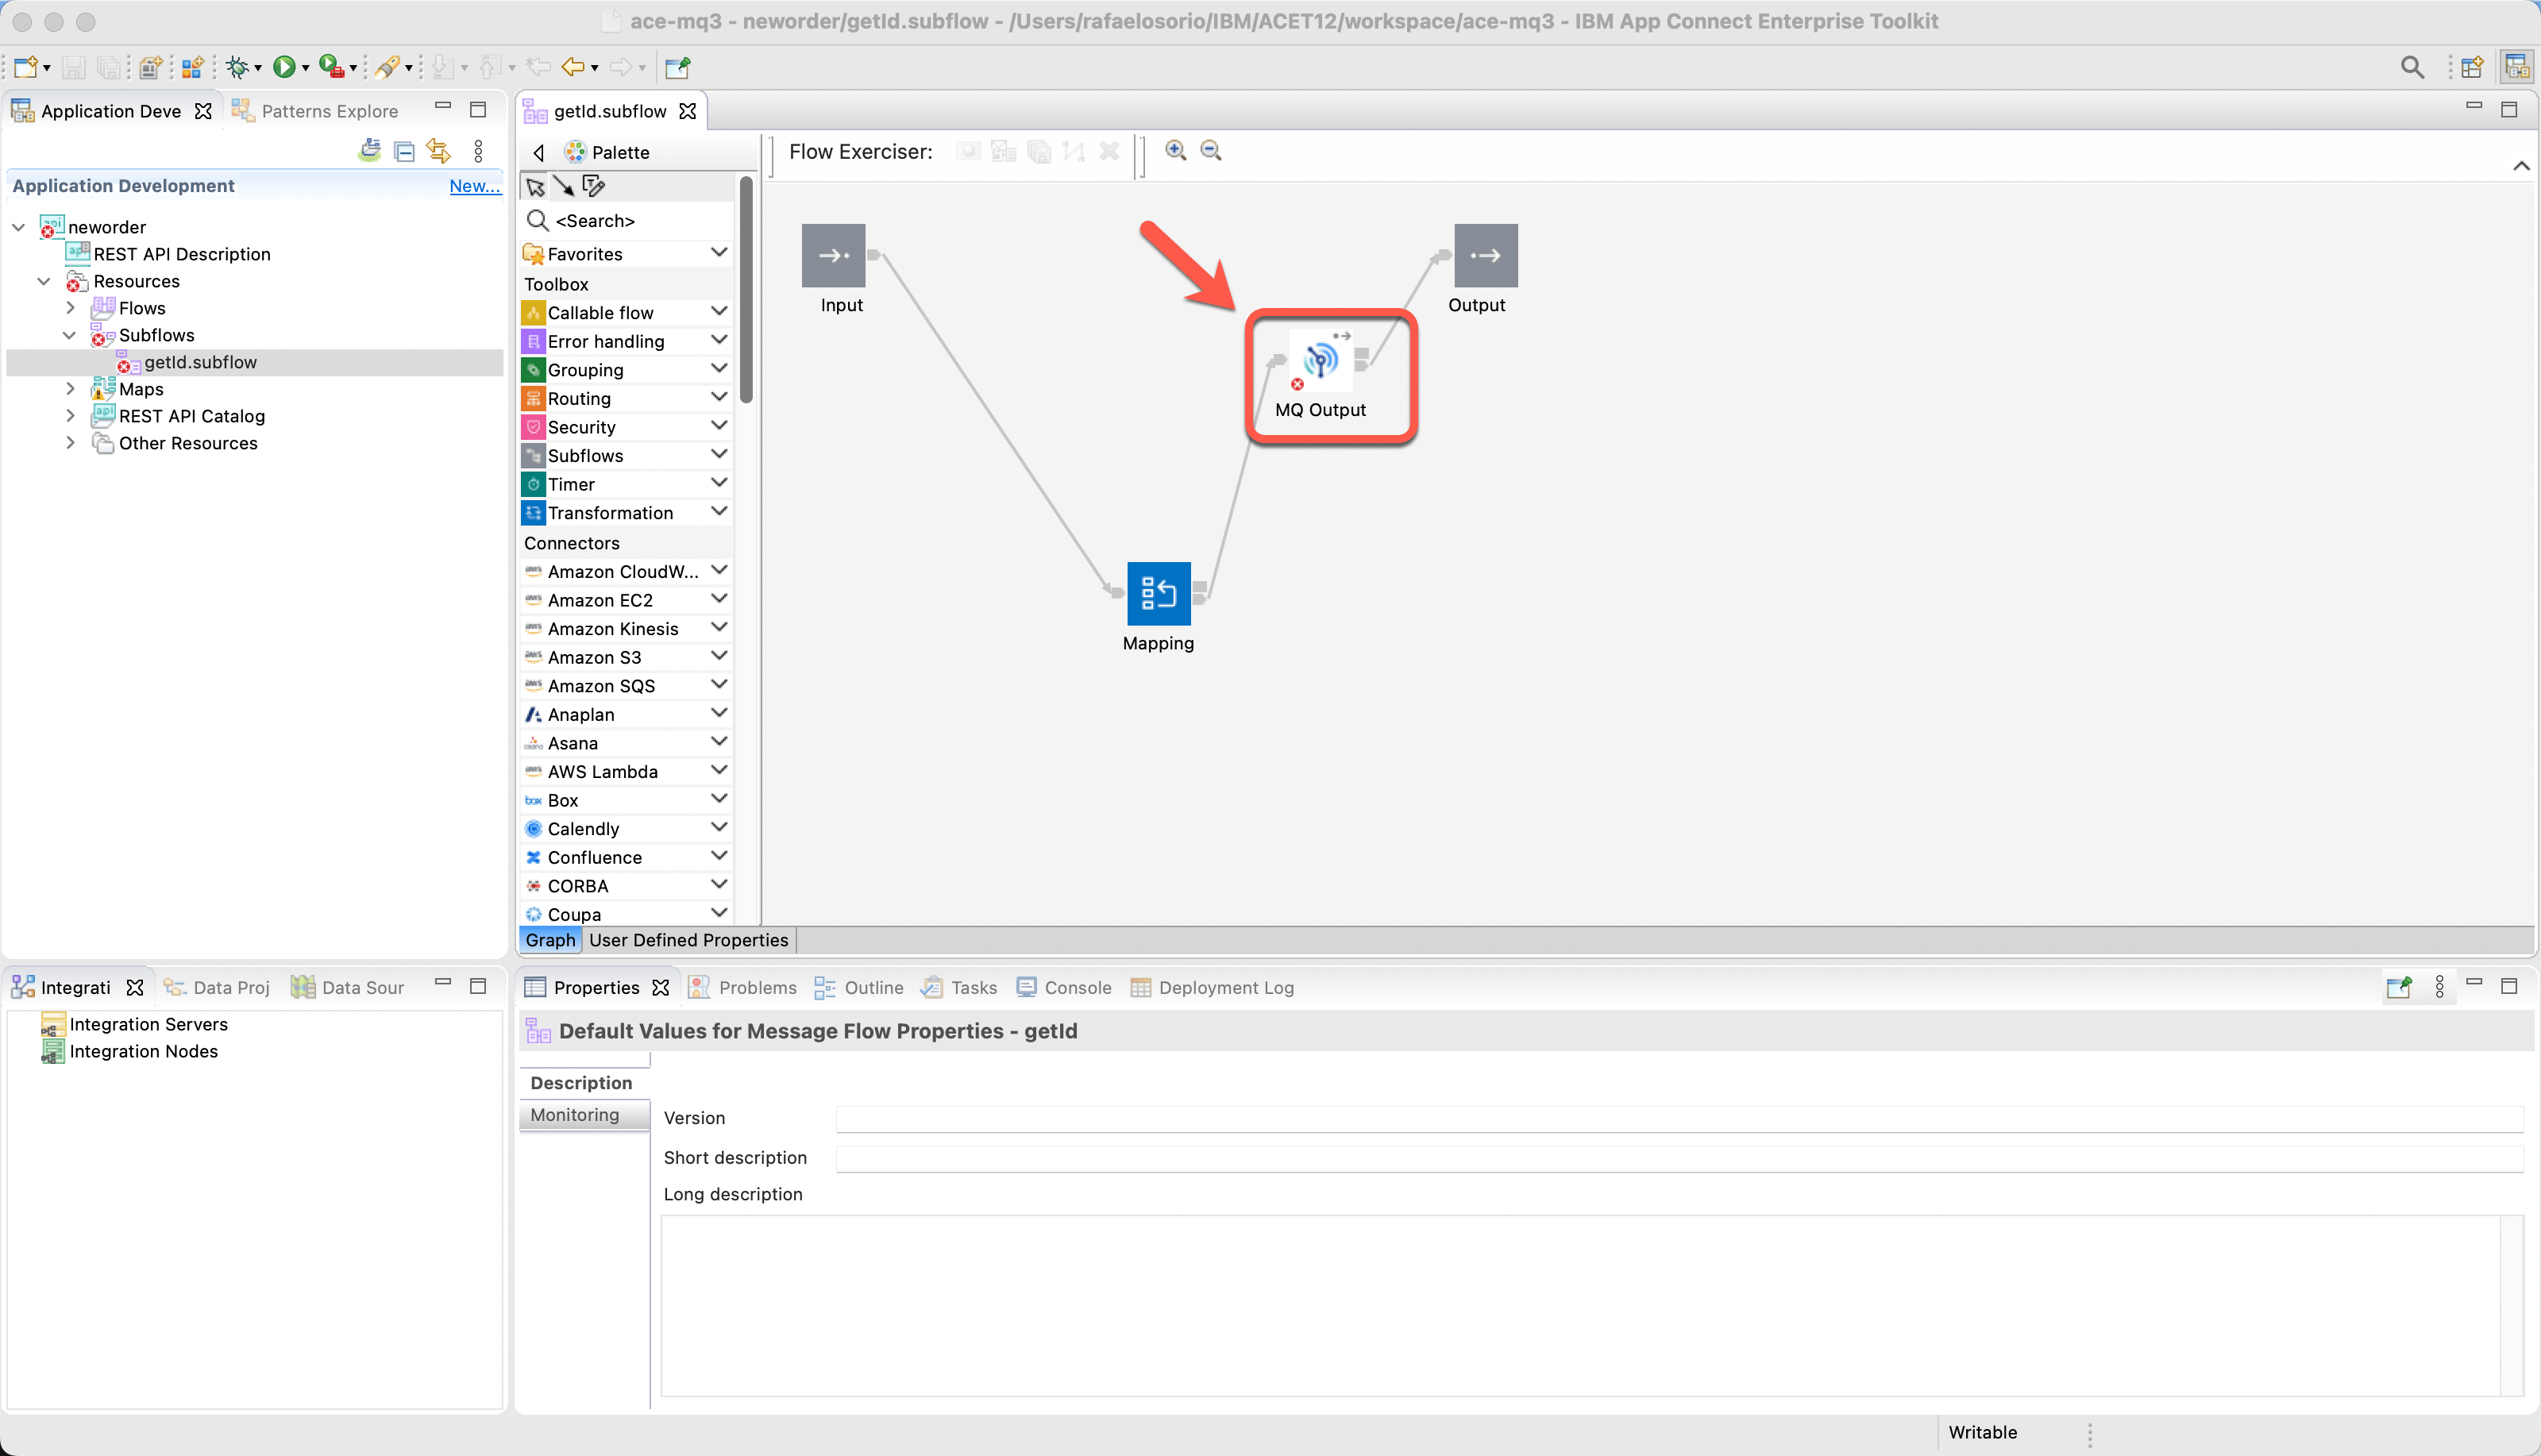 ace-mq3 - neworder/getId.subflow - /Users/rafaelosorio/IBM/ACET12/workspace/ace-mq3 - IBM App Connect Enterprise Toolkit
Application Deve
Patterns Explore
Application Development
New...
neworder
REST API Description
Resources
Flows
Subflows
getId.subflow
Maps
REST API Catalog
Other Resources
getId.subflow
Palette
Flow Exerciser:
<Search>
Favorites
Toolbox
Callable flow
Error handling
Grouping
Routing
Security
Subflows
Timer
Transformation
Connectors
Amazon CloudW...
Amazon EC2
Amazon Kinesis
Amazon S3
Amazon SQS
Anaplan
Asana
AWS Lambda
Box
Calendly
Confluence
CORBA
Coupa
Input
Output
MQ Output
Mapping
Graph
User Defined Properties
Integrati
Data Proj
Data Sour
Integration Servers
Integration Nodes
Properties
Problems
Outline
Tasks
Console
Deployment Log
Default Values for Message Flow Properties - getId
Description
Monitoring
Version
Short description
Long description
Writable